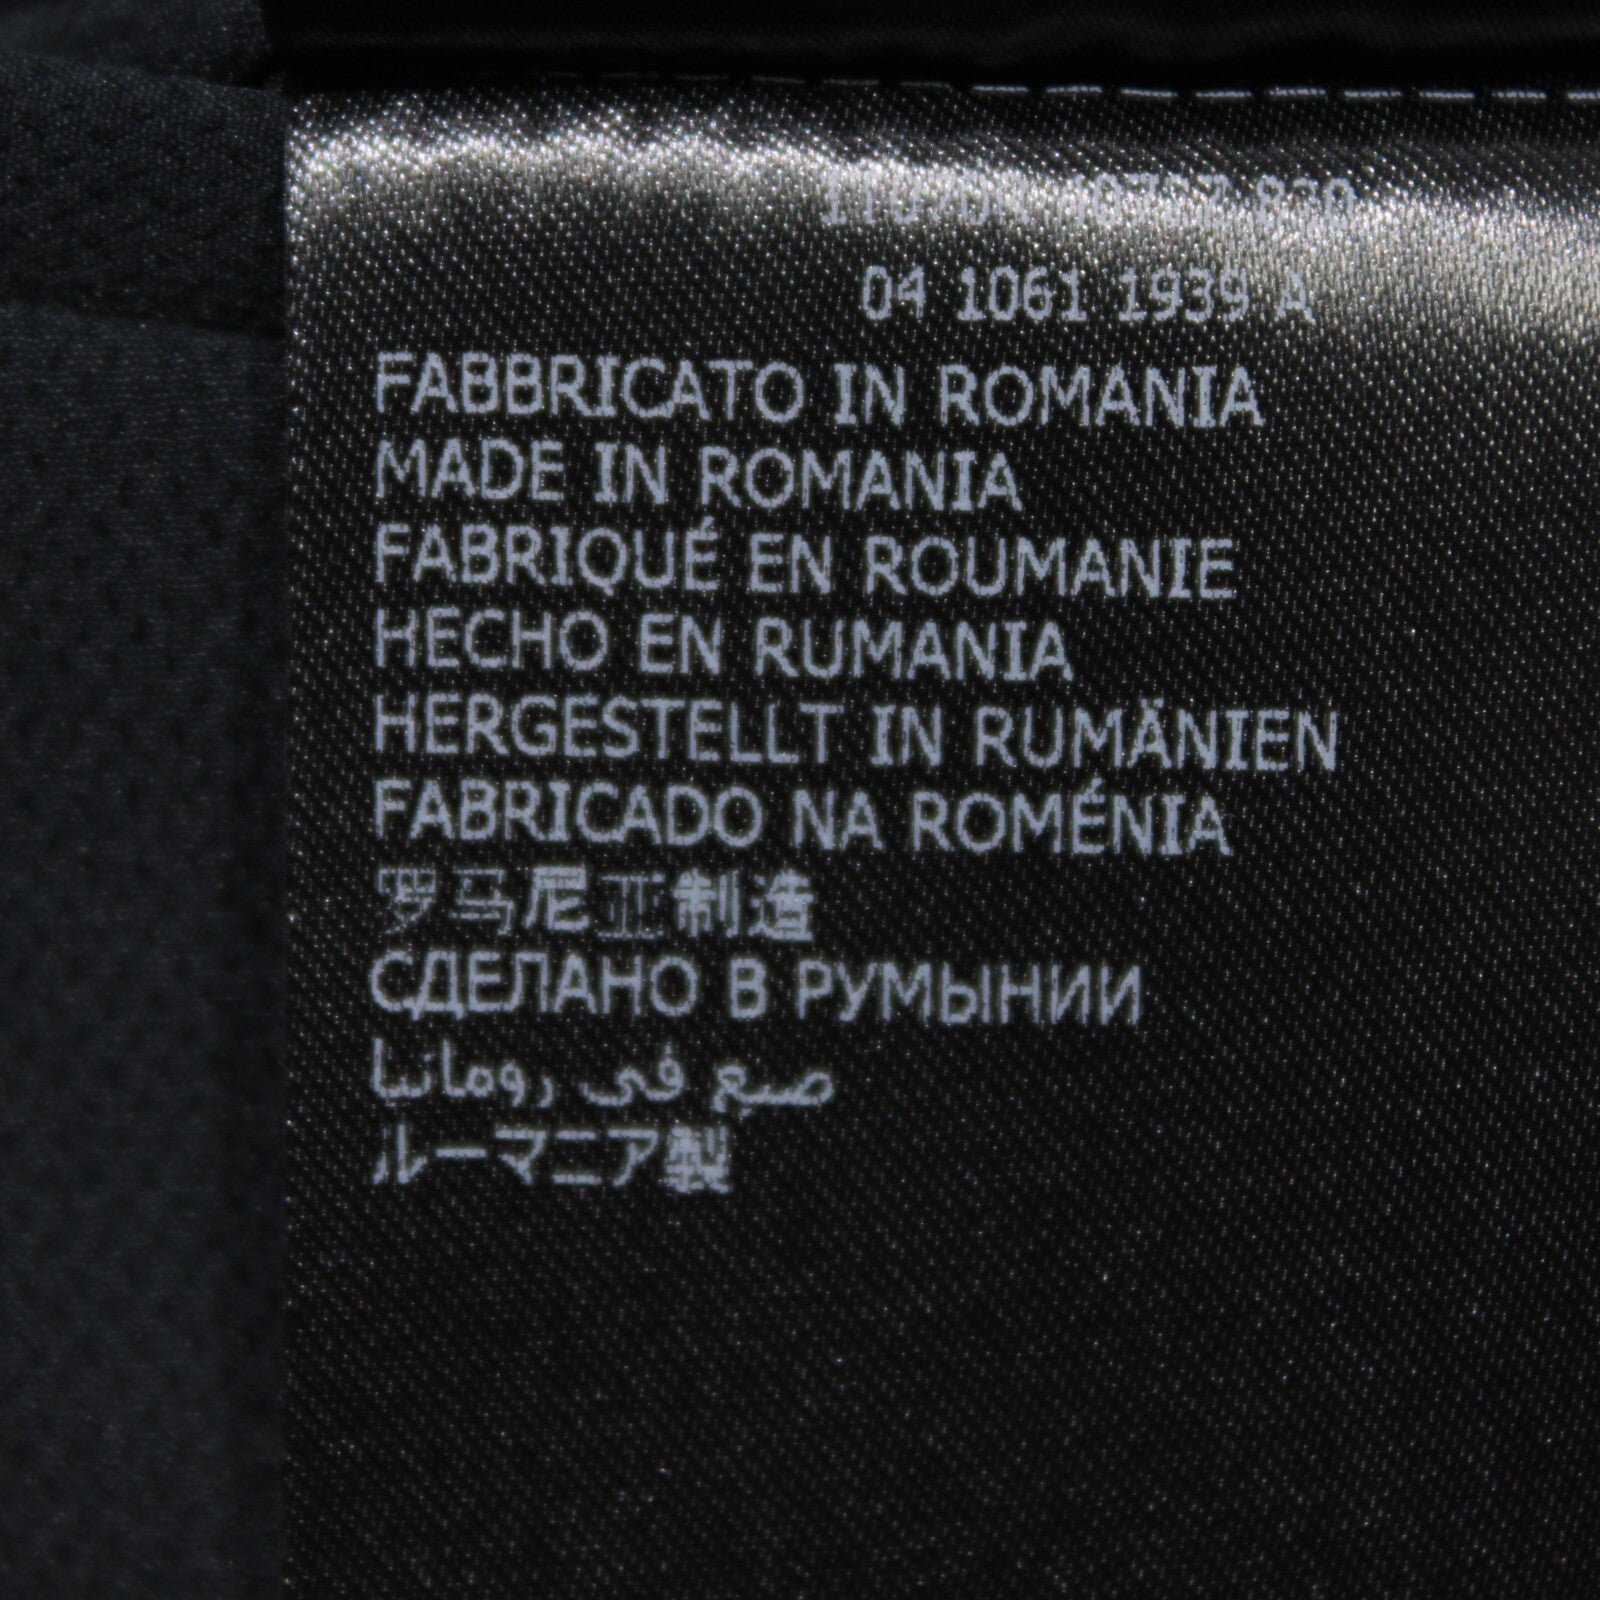 04 1061 1939 A
FABBRICATO IN ROMANIA
MADE IN ROMANIA
FABRIQUÉ EN ROUMANIE
HECHO EN RUMANIA
HERGESTELLT IN RUMÄNIEN
FABRICADO NA ROMÉNIA
罗马尼亚制造
СДЕЛАНО В РУМЫНИИ
صنع في رومانيا
ルーマニア製